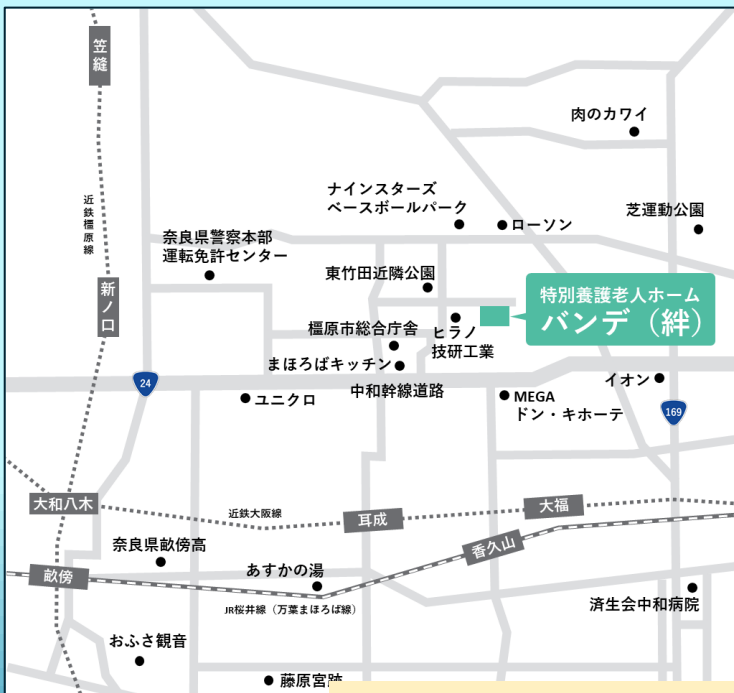 笠縫
肉のカワイ
近鉄橿原線
ナインスターズ
ベースボールパーク
ローソン
芝運動公園
奈良県警察本部
運転免許センター
東竹田近隣公園
新ノ口
特別養護老人ホーム
バンデ（絆）
橿原市総合庁舎
ヒラノ
技研工業
まほろばキッチン
24
中和幹線道路
イオン
ユニクロ
MEGA
ドン・キホーテ
169
大和八木
近鉄大阪線
耳成
大福
奈良県畝傍高
香久山
畝傍
あすかの湯
JR桜井線（万葉まほろば線）
済生会中和病院
おふさ観音
藤原宮跡